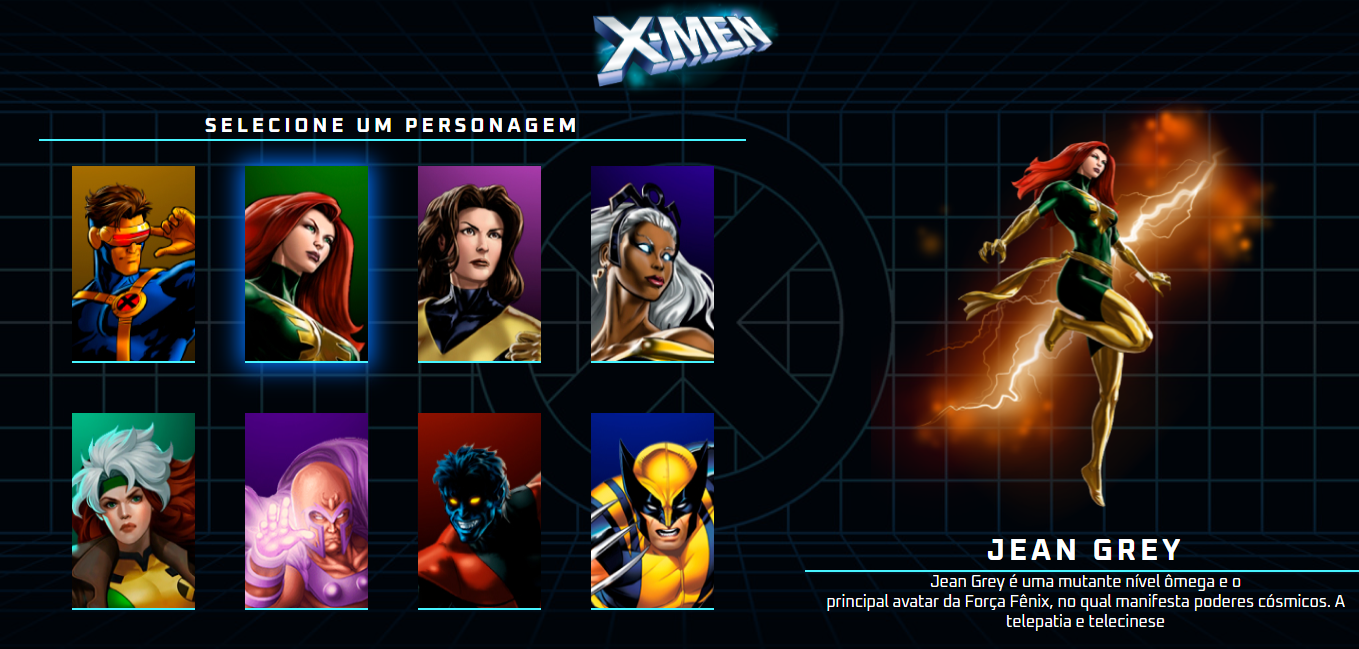 X-MEN
SELECIONE UM PERSONAGEM
JEAN GREY
Jean Grey é uma mutante nível ômega e o
principal avatar da Força Fênix, no qual manifesta poderes cósmicos. A
telepatia e telecinese